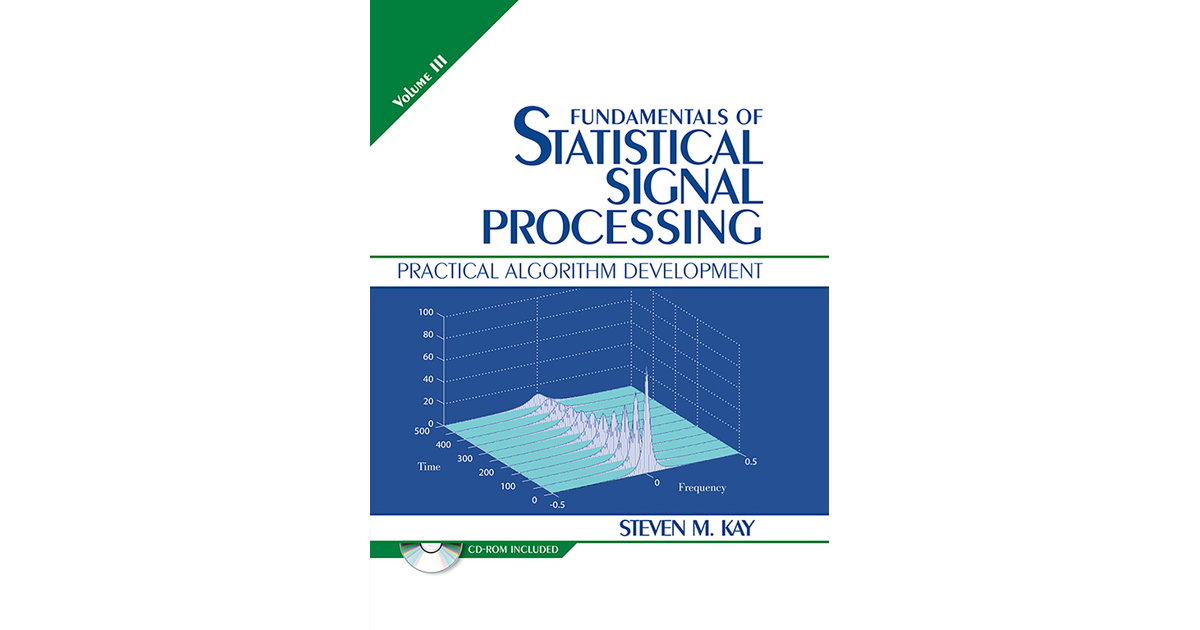 Volume III
FUNDAMENTALS OF
STATISTICAL
SIGNAL
PROCESSING
PRACTICAL ALGORITHM DEVELOPMENT
100
80
60
40
20
0
500
400
300
200
100
0
Time
-0.5
0
0.5
Frequency
STEVEN M. KAY
CD-ROM INCLUDED